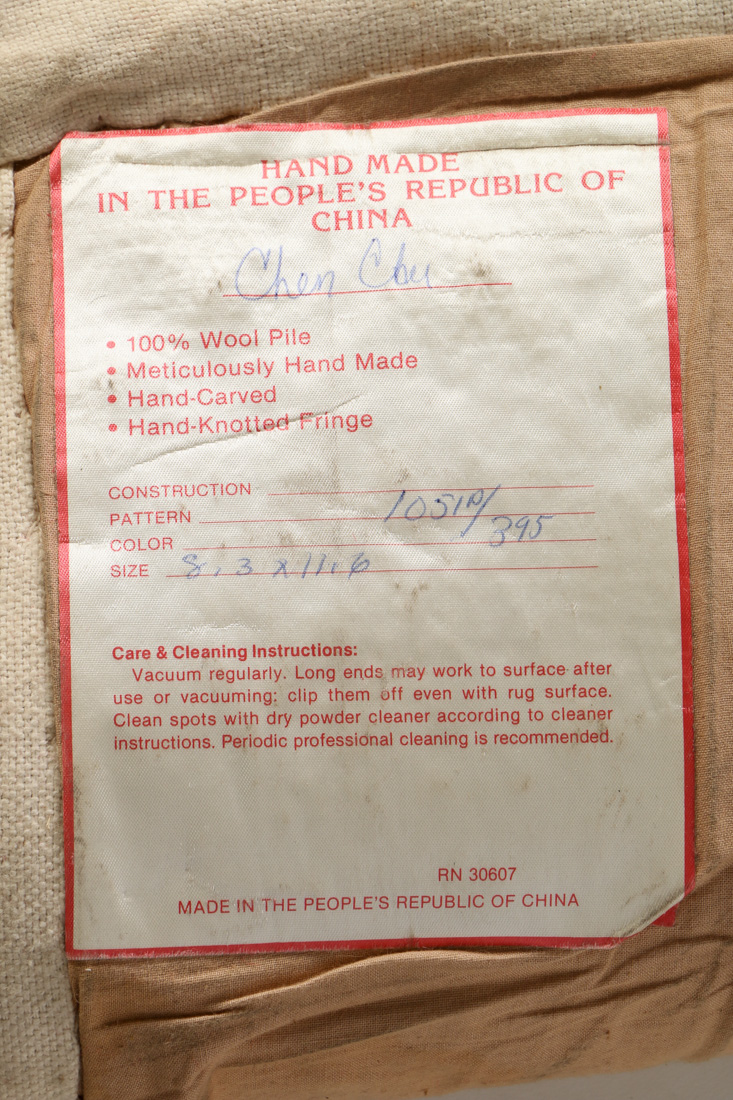 HAND MADE
IN THE PEOPLE'S REPUBLIC OF
CHINA
Chen Chu
• 100% Wool Pile
• Meticulously Hand Made
• Hand-Carved
• Hand-Knotted Fringe
CONSTRUCTION
PATTERN 1051A/
COLOR 395
SIZE 8.3 x 11.6
Care & Cleaning Instructions:
Vacuum regularly. Long ends may work to surface after
use or vacuuming: clip them off even with rug surface.
Clean spots with dry powder cleaner according to cleaner
instructions. Periodic professional cleaning is recommended.
RN 30607
MADE IN THE PEOPLE'S REPUBLIC OF CHINA